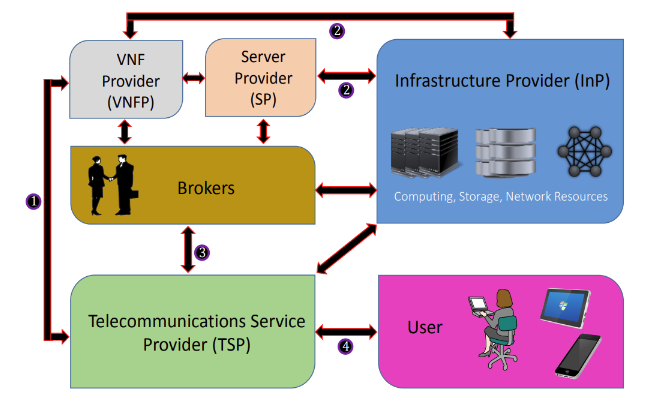 2
VNF
Provider
(VNFP)
Server
Provider
(SP)
2
Infrastructure Provider (InP)
Computing, Storage, Network Resources
Brokers
1
3
Telecommunications Service
Provider (TSP)
4
User